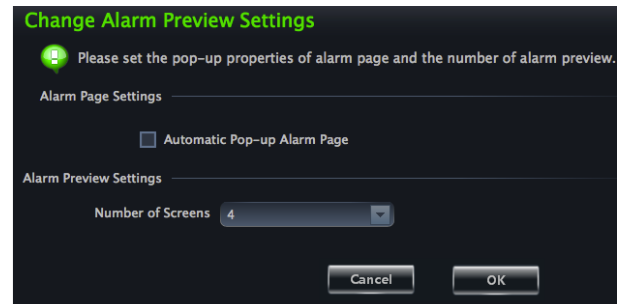 Change Alarm Preview Settings
Please set the pop-up properties of alarm page and the number of alarm preview.
Alarm Page Settings
Automatic Pop-up Alarm Page
Alarm Preview Settings
Number of Screens 4
Cancel OK